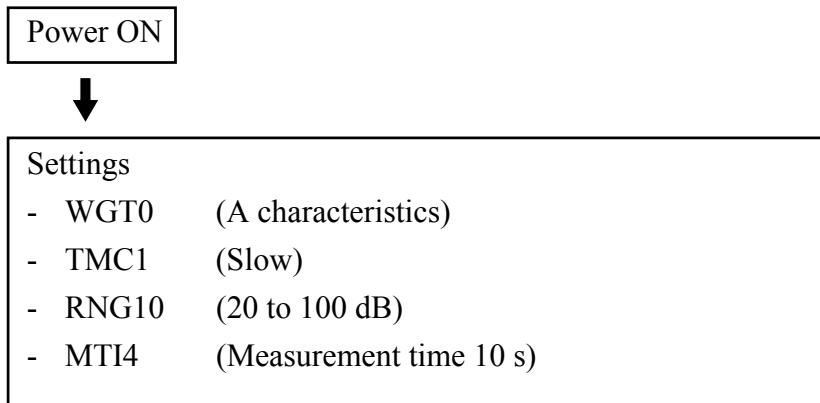 Power ON
Settings
- WGT0 (A characteristics)
- TMC1 (Slow)
- RNG10 (20 to 100 dB)
- MTI4 (Measurement time 10 s)